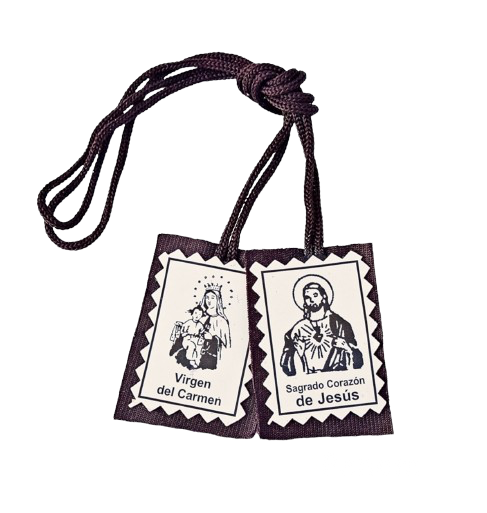 Virgen
del Carmen
Sagrado Corazón
de Jesús